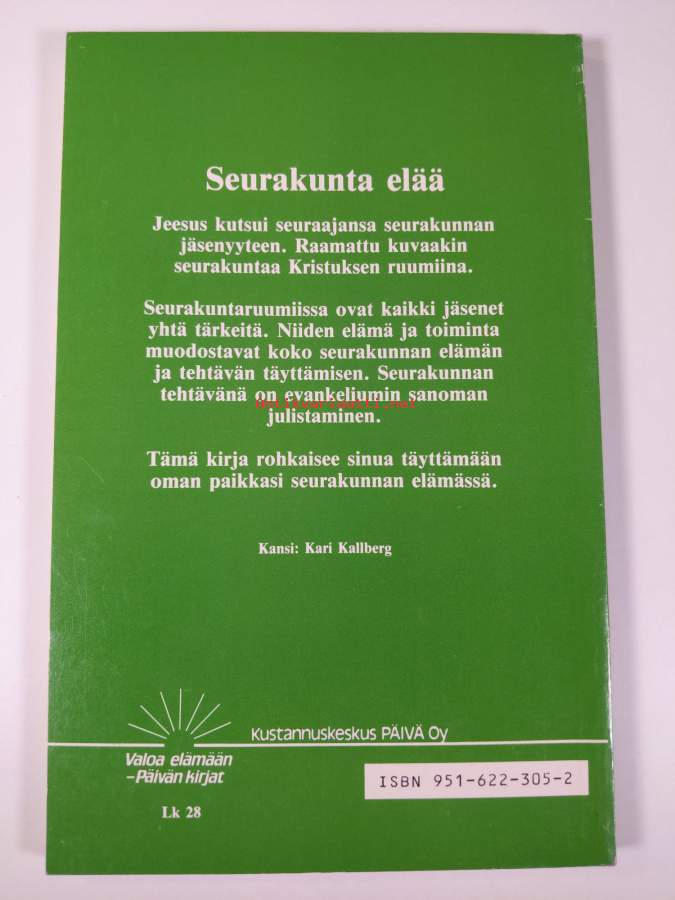 Seurakunta elää
Jeesus kutsui seuraajansa seurakunnan
jäsenyyteen. Raamattu kuvaakin
seurakuntaa Kristuksen ruumiina.
Seurakuntaruumiissa ovat kaikki jäsenet
yhtä tärkeitä. Niiden elämä ja toiminta
muodostavat koko seurakunnan elämän
ja tehtävän täyttämisen. Seurakunnan
tehtävänä on evankeliumin sanoman
Antikvariaatti.net
julistaminen.
Tämä kirja rohkaisee sinua täyttämään
oman paikkasi seurakunnan elämässä.
Kansi: Kari Kallberg
Kustannuskeskus PÄIVÄ Oy
Valoa elämään
-Päivän kirjat
ISBN 951-622-305-2
Lk 28